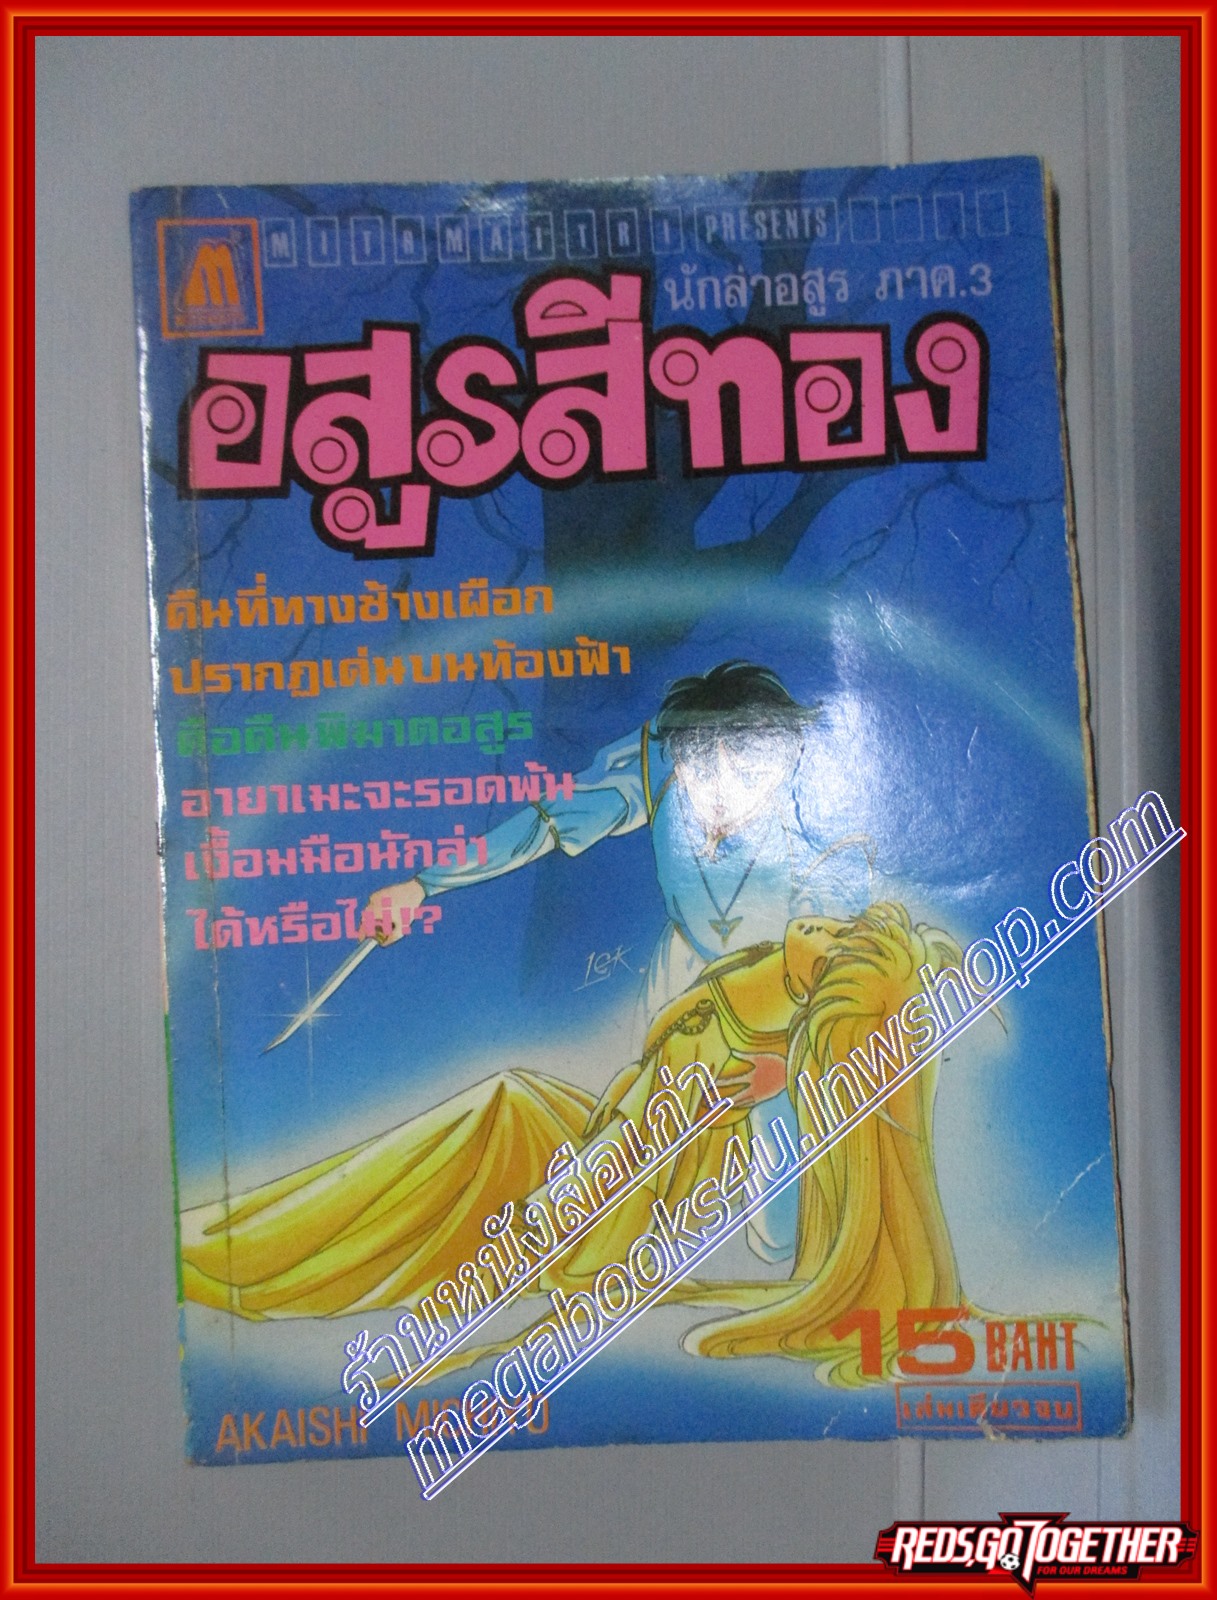 MITRMAITRI PRESENTS
นักล่าอสูร ภาค.3
อสูรสีทอง
คืนที่ทางช้างเผือก
ปรากฏเด่นบนท้องฟ้า
คือคืนพิฆาตอสูร
อายาเมะจะรอดพ้น
เงื้อมมือนักล่า
ได้หรือไม่!?
lek
ร้านหนังสือเก่า
megabooks4u.lnwshop.com
15 BAHT
เล่มเดียวจบ
AKAISHI MICHIYO
REDS,GO TOGETHER
FOR OUR DREAMS